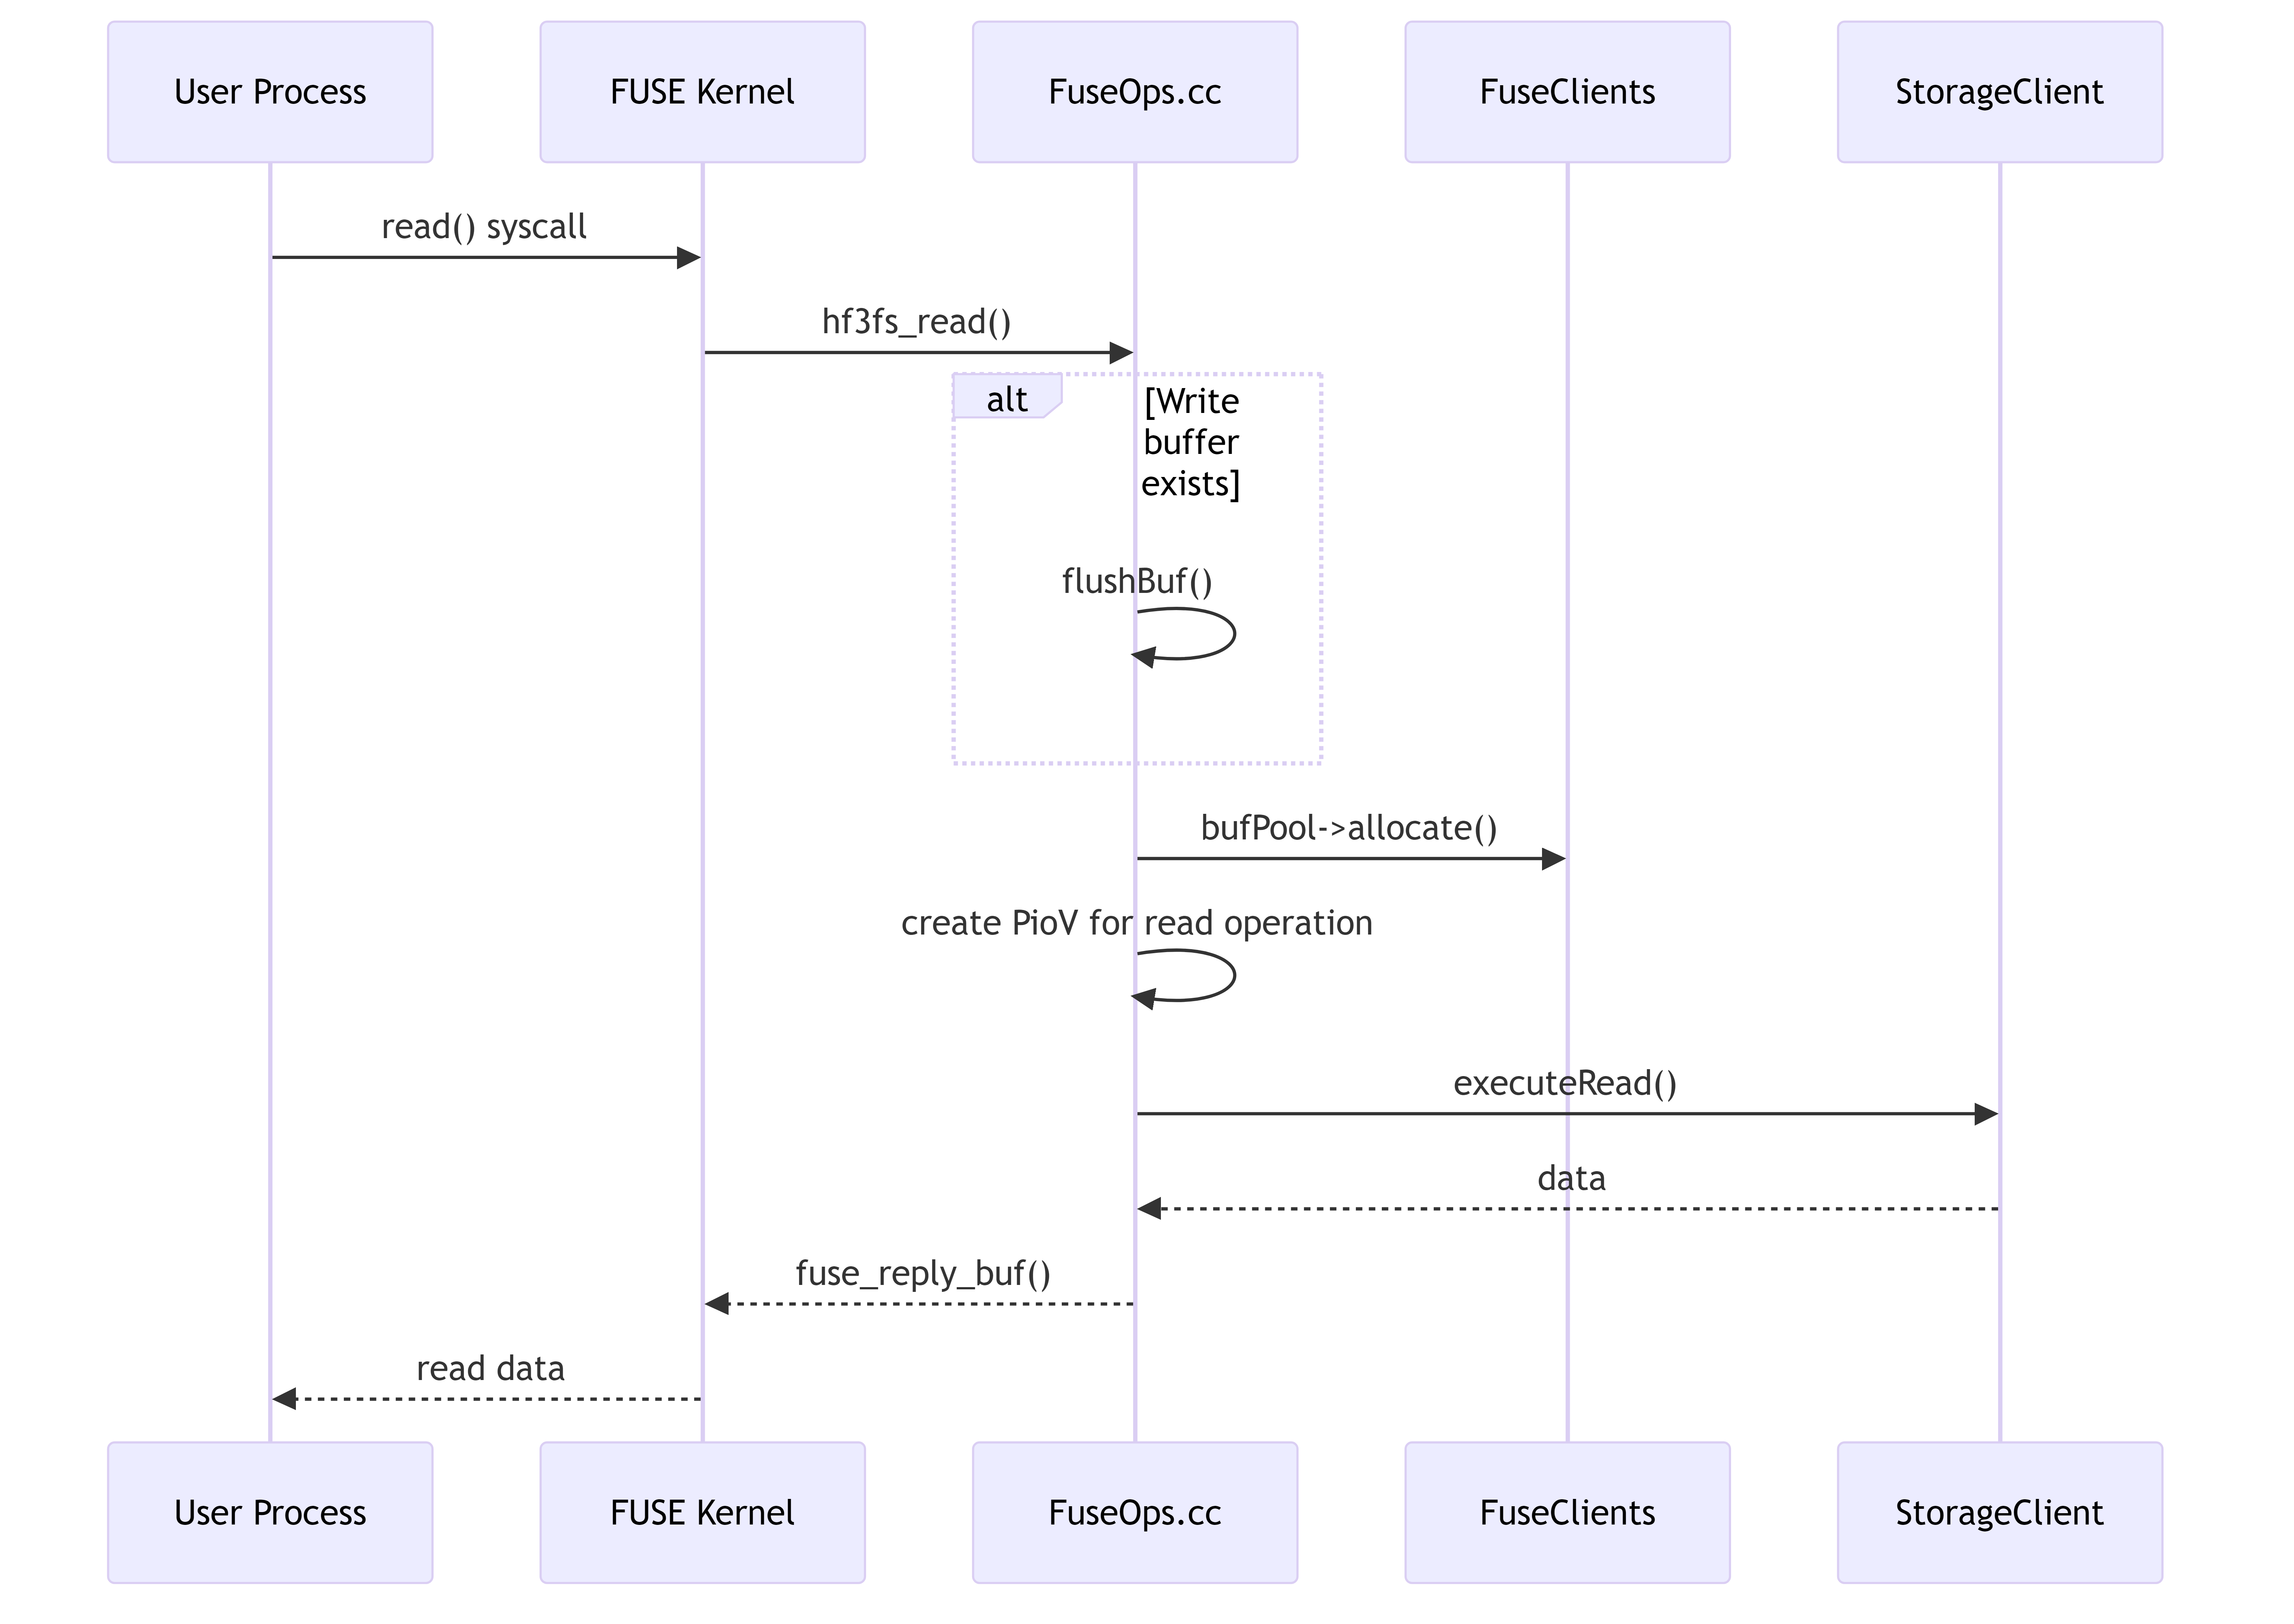 User Process
FUSE Kernel
FuseOps.cc
FuseClients
StorageClient
read() syscall
hf3fs_read()
alt
[Write
buffer
exists]
flushBuf()
bufPool->allocate()
create PioV for read operation
executeRead()
data
fuse_reply_buf()
read data
User Process
FUSE Kernel
FuseOps.cc
FuseClients
StorageClient